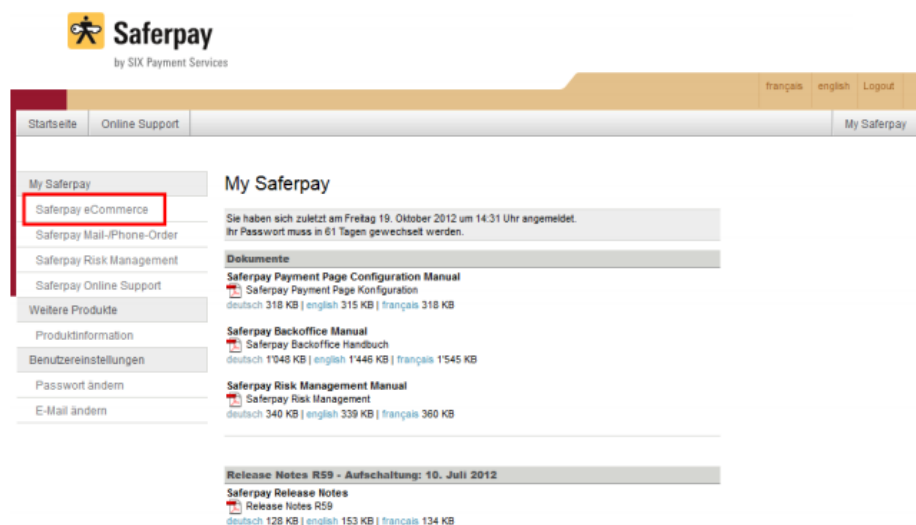 Saferpay
by SIX Payment Services
français english Logout
Startseite Online Support My Saferpay
My Saferpay
Saferpay eCommerce
Saferpay Mail-/Phone-Order
Saferpay Risk Management
Saferpay Online Support
Weitere Produkte
Produktinformation
Benutzereinstellungen
Passwort ändern
E-Mail ändern
My Saferpay
Sie haben sich zuletzt am Freitag 19. Oktober 2012 um 14:31 Uhr angemeldet.
Ihr Passwort muss in 61 Tagen gewechselt werden.
Dokumente
Saferpay Payment Page Configuration Manual
Saferpay Payment Page Konfiguration
deutsch 318 KB | english 315 KB | français 318 KB
Saferpay Backoffice Manual
Saferpay Backoffice Handbuch
deutsch 1'048 KB | english 1'446 KB | français 1'545 KB
Saferpay Risk Management Manual
Saferpay Risk Management
deutsch 340 KB | english 339 KB | français 360 KB
Release Notes R59 - Aufschaltung: 10. Juli 2012
Saferpay Release Notes
Release Notes R59
deutsch 128 KB | english 153 KB | français 134 KB